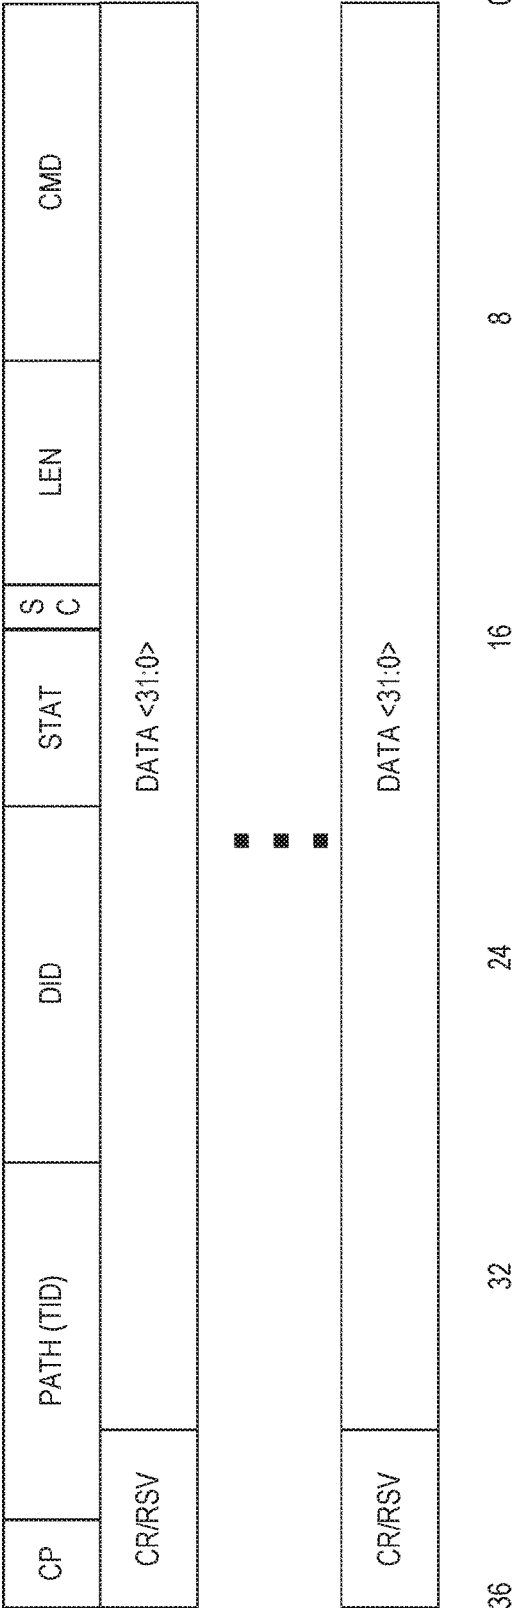 CP PATH (TID) DID STAT S C LEN CMD
CR/RSV DATA <31:0>
CR/RSV DATA <31:0>
36 32 24 16 8